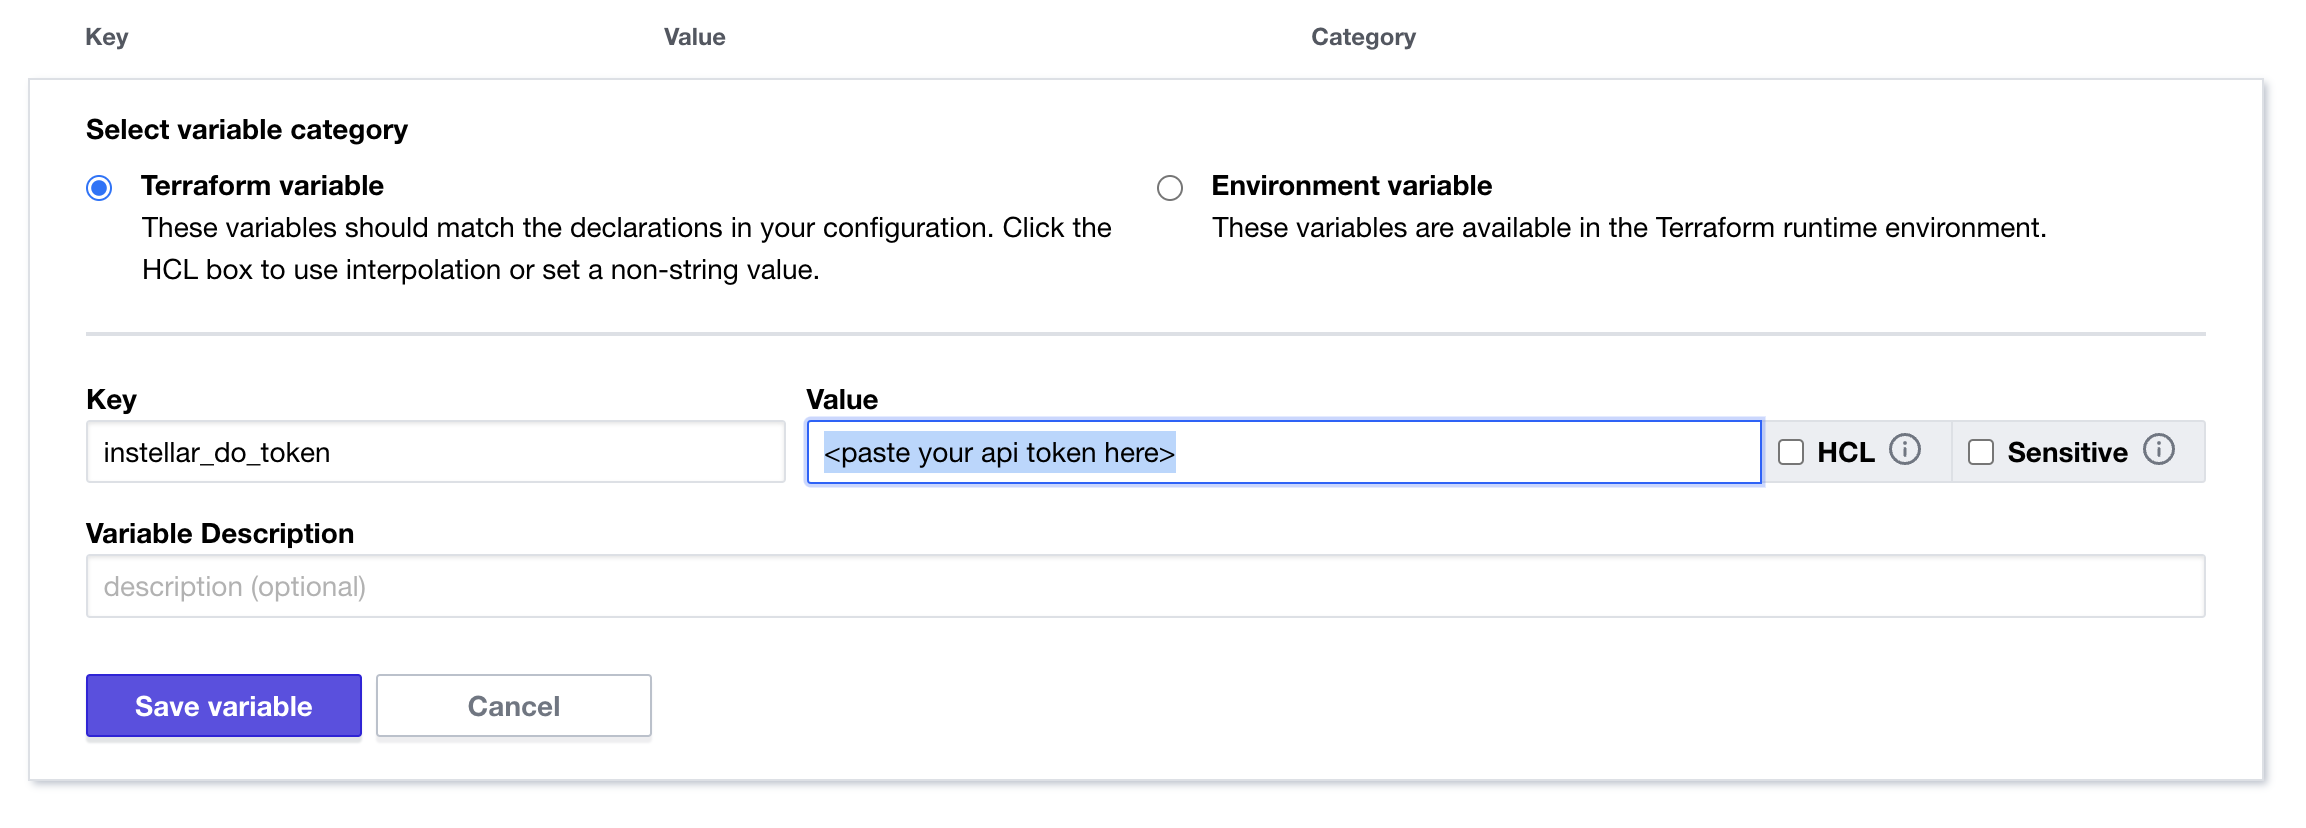 Key Value Category
Select variable category
Terraform variable
These variables should match the declarations in your configuration. Click the
HCL box to use interpolation or set a non-string value.
Environment variable
These variables are available in the Terraform runtime environment.
Key
instellar_do_token
Value
<paste your api token here>
HCL
Sensitive
Variable Description
description (optional)
Save variable
Cancel